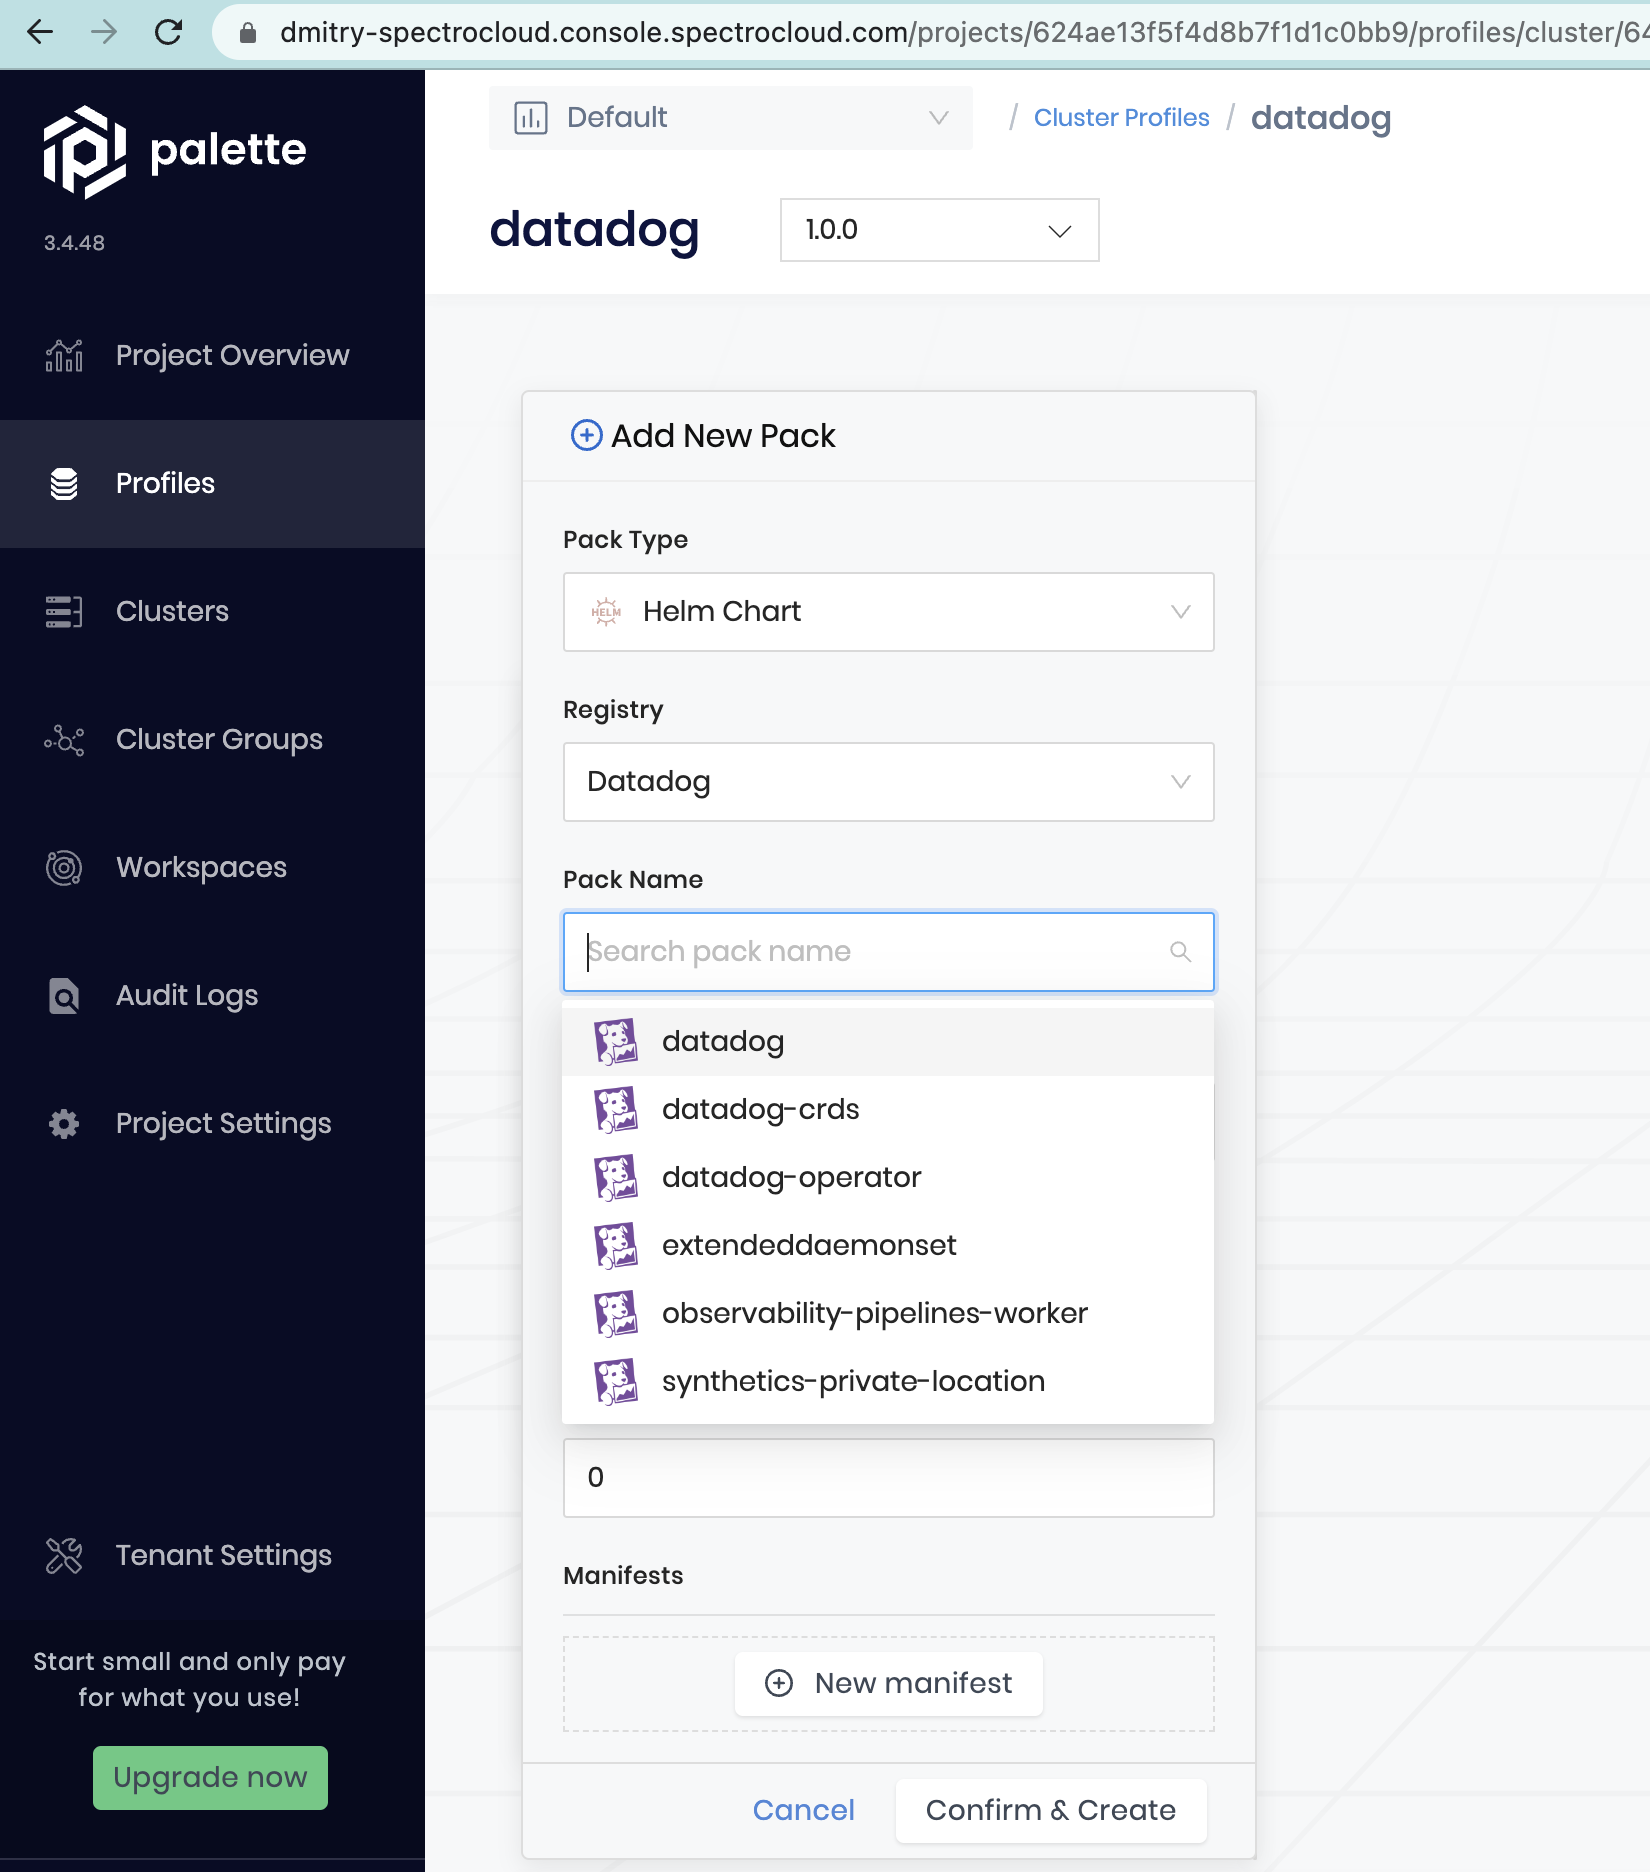 dmitry-spectrocloud.console.spectrocloud.com/projects/624ae13f5f4d8b7f1d1c0bb9/profiles/cluster/64
palette
3.4.48
Project Overview
Profiles
Clusters
Cluster Groups
Workspaces
Audit Logs
Project Settings
Tenant Settings
Start small and only pay
for what you use!
Upgrade now
Default / Cluster Profiles / datadog
datadog 1.0.0
Add New Pack
Pack Type
HELM Helm Chart
Registry
Datadog
Pack Name
Search pack name
datadog
datadog-crds
datadog-operator
extendeddaemonset
observability-pipelines-worker
synthetics-private-location
0
Manifests
New manifest
Cancel Confirm & Create